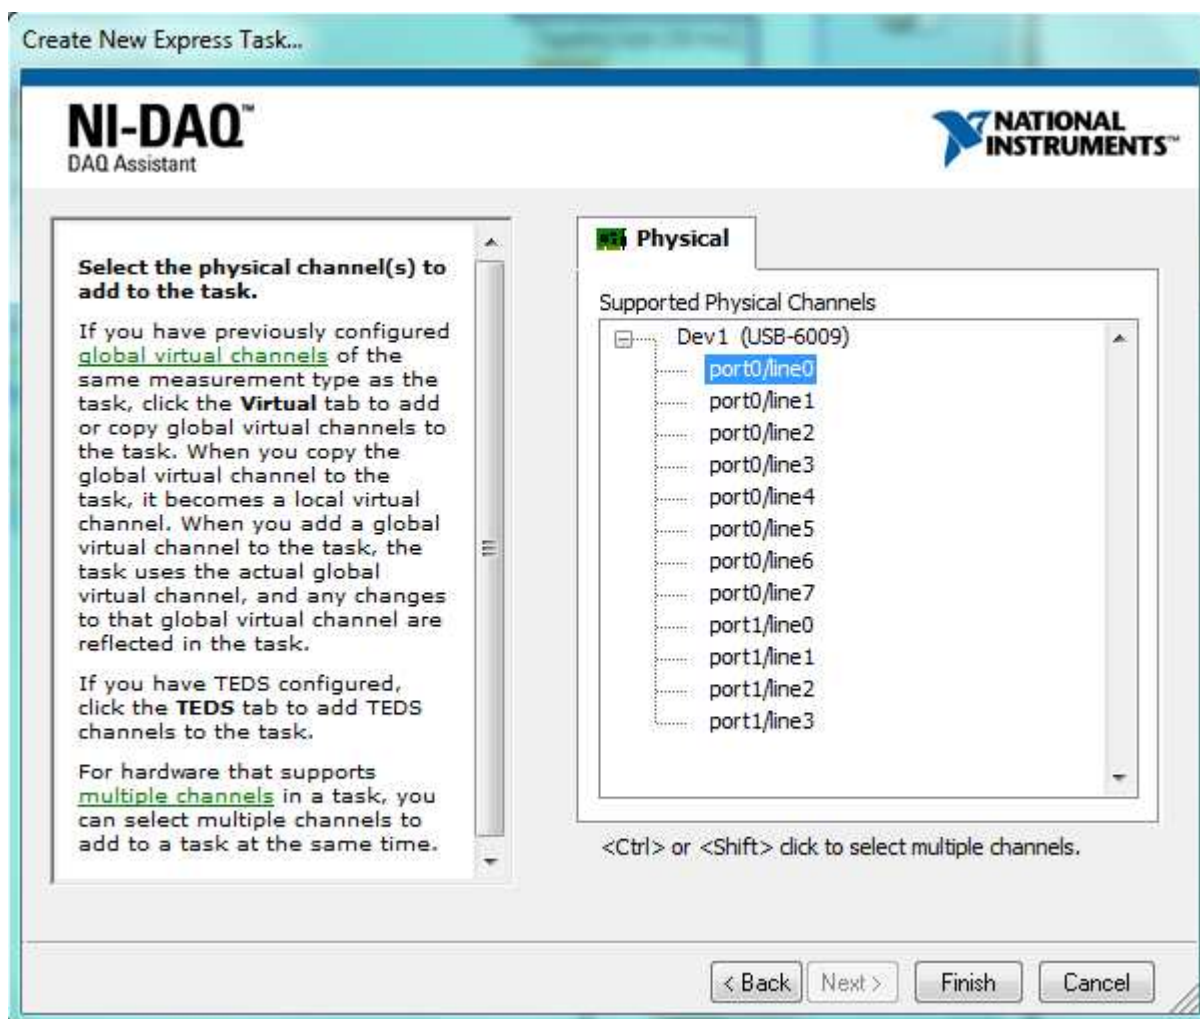 Create New Express Task...
NI-DAQ™
DAQ Assistant
NATIONAL
INSTRUMENTS™
Select the physical channel(s) to
add to the task.
If you have previously configured
global virtual channels of the
same measurement type as the
task, click the Virtual tab to add
or copy global virtual channels to
the task. When you copy the
global virtual channel to the
task, it becomes a local virtual
channel. When you add a global
virtual channel to the task, the
task uses the actual global
virtual channel, and any changes
to that global virtual channel are
reflected in the task.
If you have TEDS configured,
click the TEDS tab to add TEDS
channels to the task.
For hardware that supports
multiple channels in a task, you
can select multiple channels to
add to a task at the same time.
Physical
Supported Physical Channels
Dev1 (USB-6009)
port0/line0
port0/line1
port0/line2
port0/line3
port0/line4
port0/line5
port0/line6
port0/line7
port1/line0
port1/line1
port1/line2
port1/line3
<Ctrl> or <Shift> click to select multiple channels.
< Back
Next >
Finish
Cancel